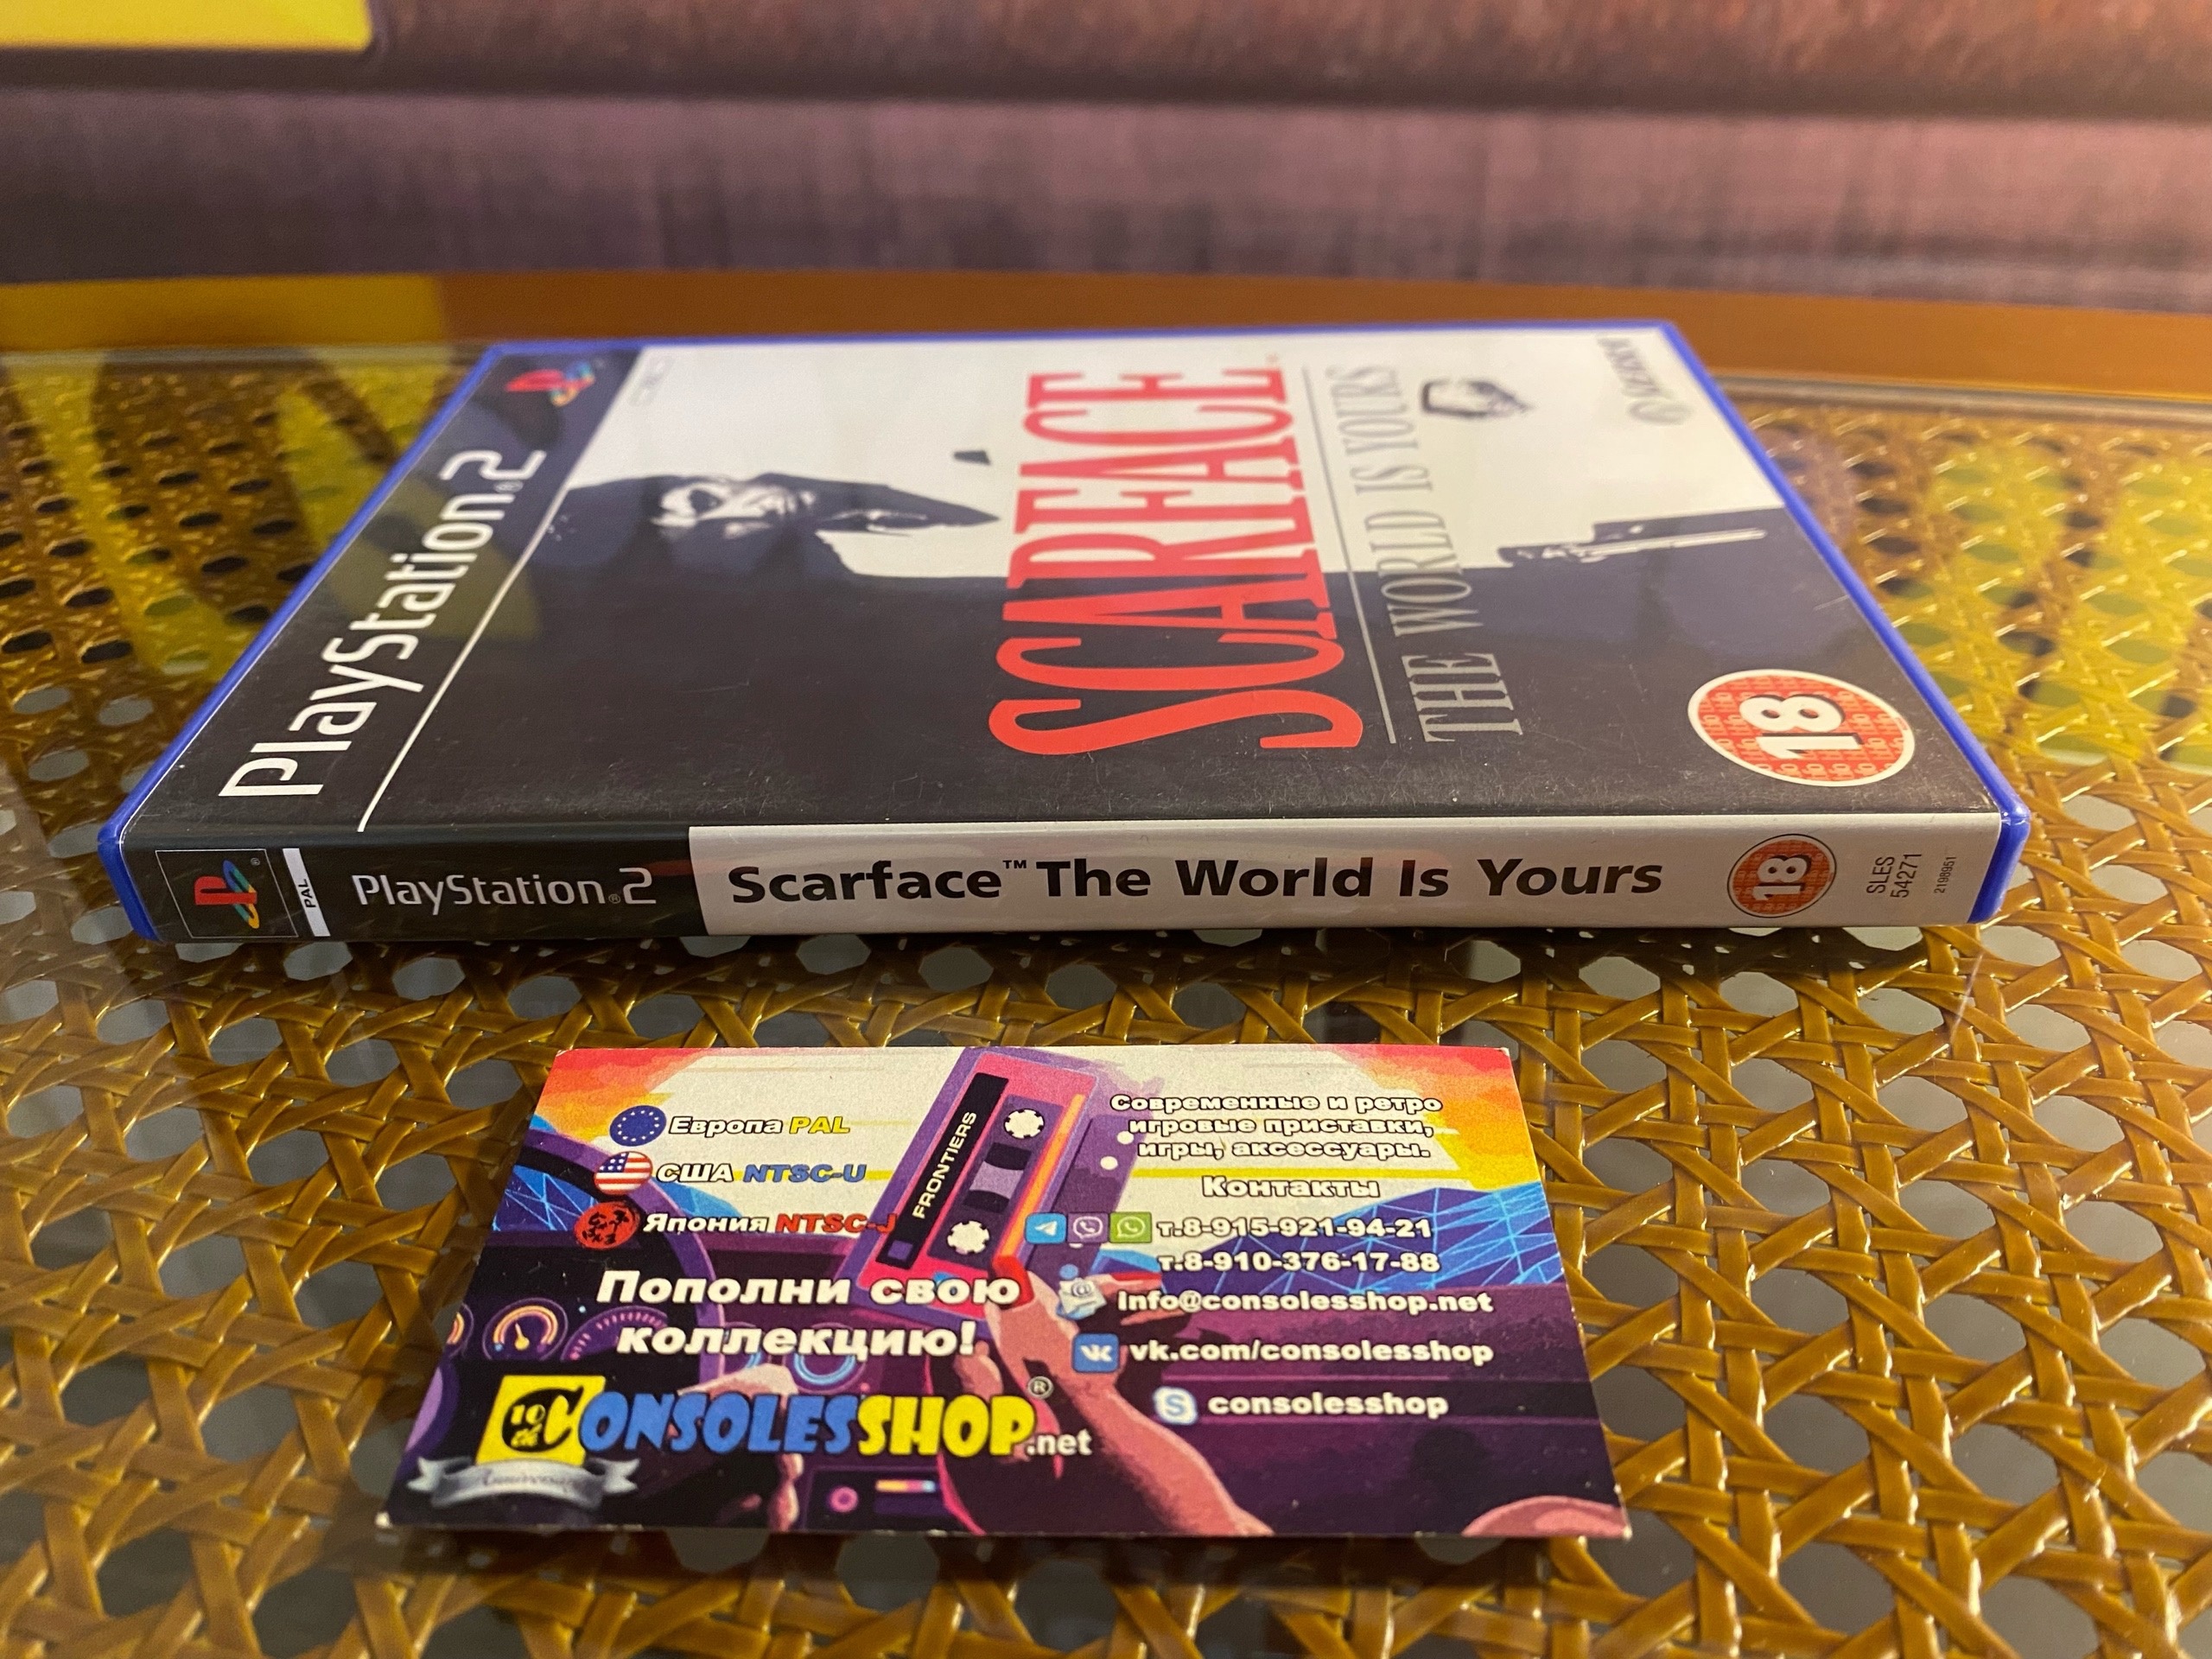 PlayStation®2
SCARFACE
THE WORLD IS YOURS
18
PAL
PlayStation®2
Scarface™ The World Is Yours
18
SLES
54271
2198951
Европа PAL
США NTSC-U
Япония NTSC-J
Пополни свою
коллекцию!
CONSOLESSHOP®.net
FRONTIERS
Современные и ретро
игровые приставки,
игры, аксессуары.
Контакты
т.8-915-921-94-21
т.8-910-376-17-88
info@consolesshop.net
vk.com/consolesshop
consolesshop